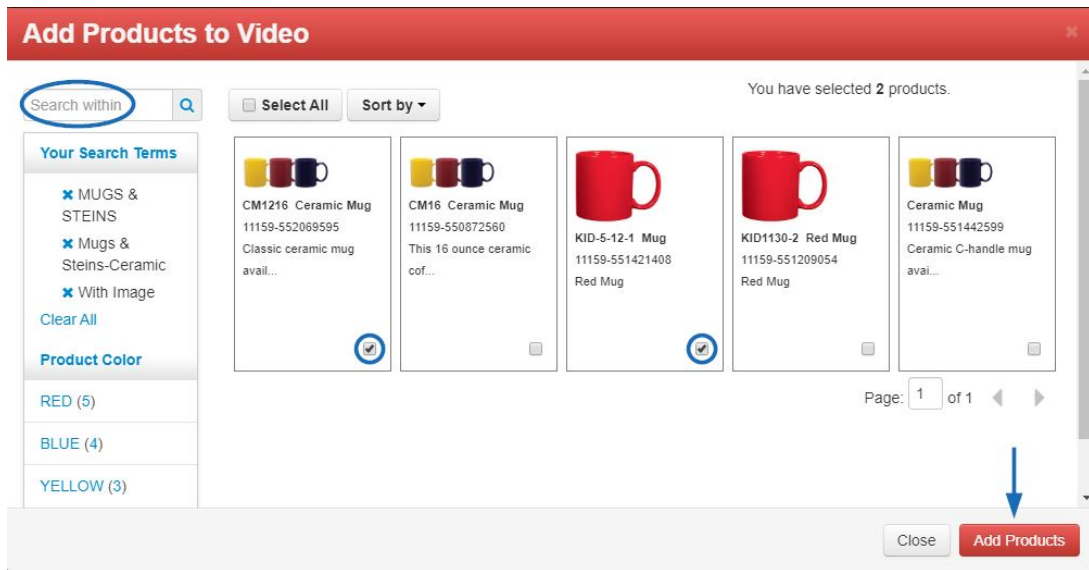 Add Products to Video
Search within
Select All
Sort by
You have selected 2 products.
Your Search Terms
MUGS &
STEINS
Mugs &
Steins-Ceramic
With Image
Clear All
Product Color
RED (5)
BLUE (4)
YELLOW (3)
CM1216 Ceramic Mug
11159-552069595
Classic ceramic mug
avail...
CM16 Ceramic Mug
11159-550872560
This 16 ounce ceramic
cof...
KID-5-12-1 Mug
11159-551421408
Red Mug
KID1130-2 Red Mug
11159-551209054
Red Mug
Ceramic Mug
11159-551442599
Ceramic C-handle mug
avai...
Page: 1 of 1
Close
Add Products